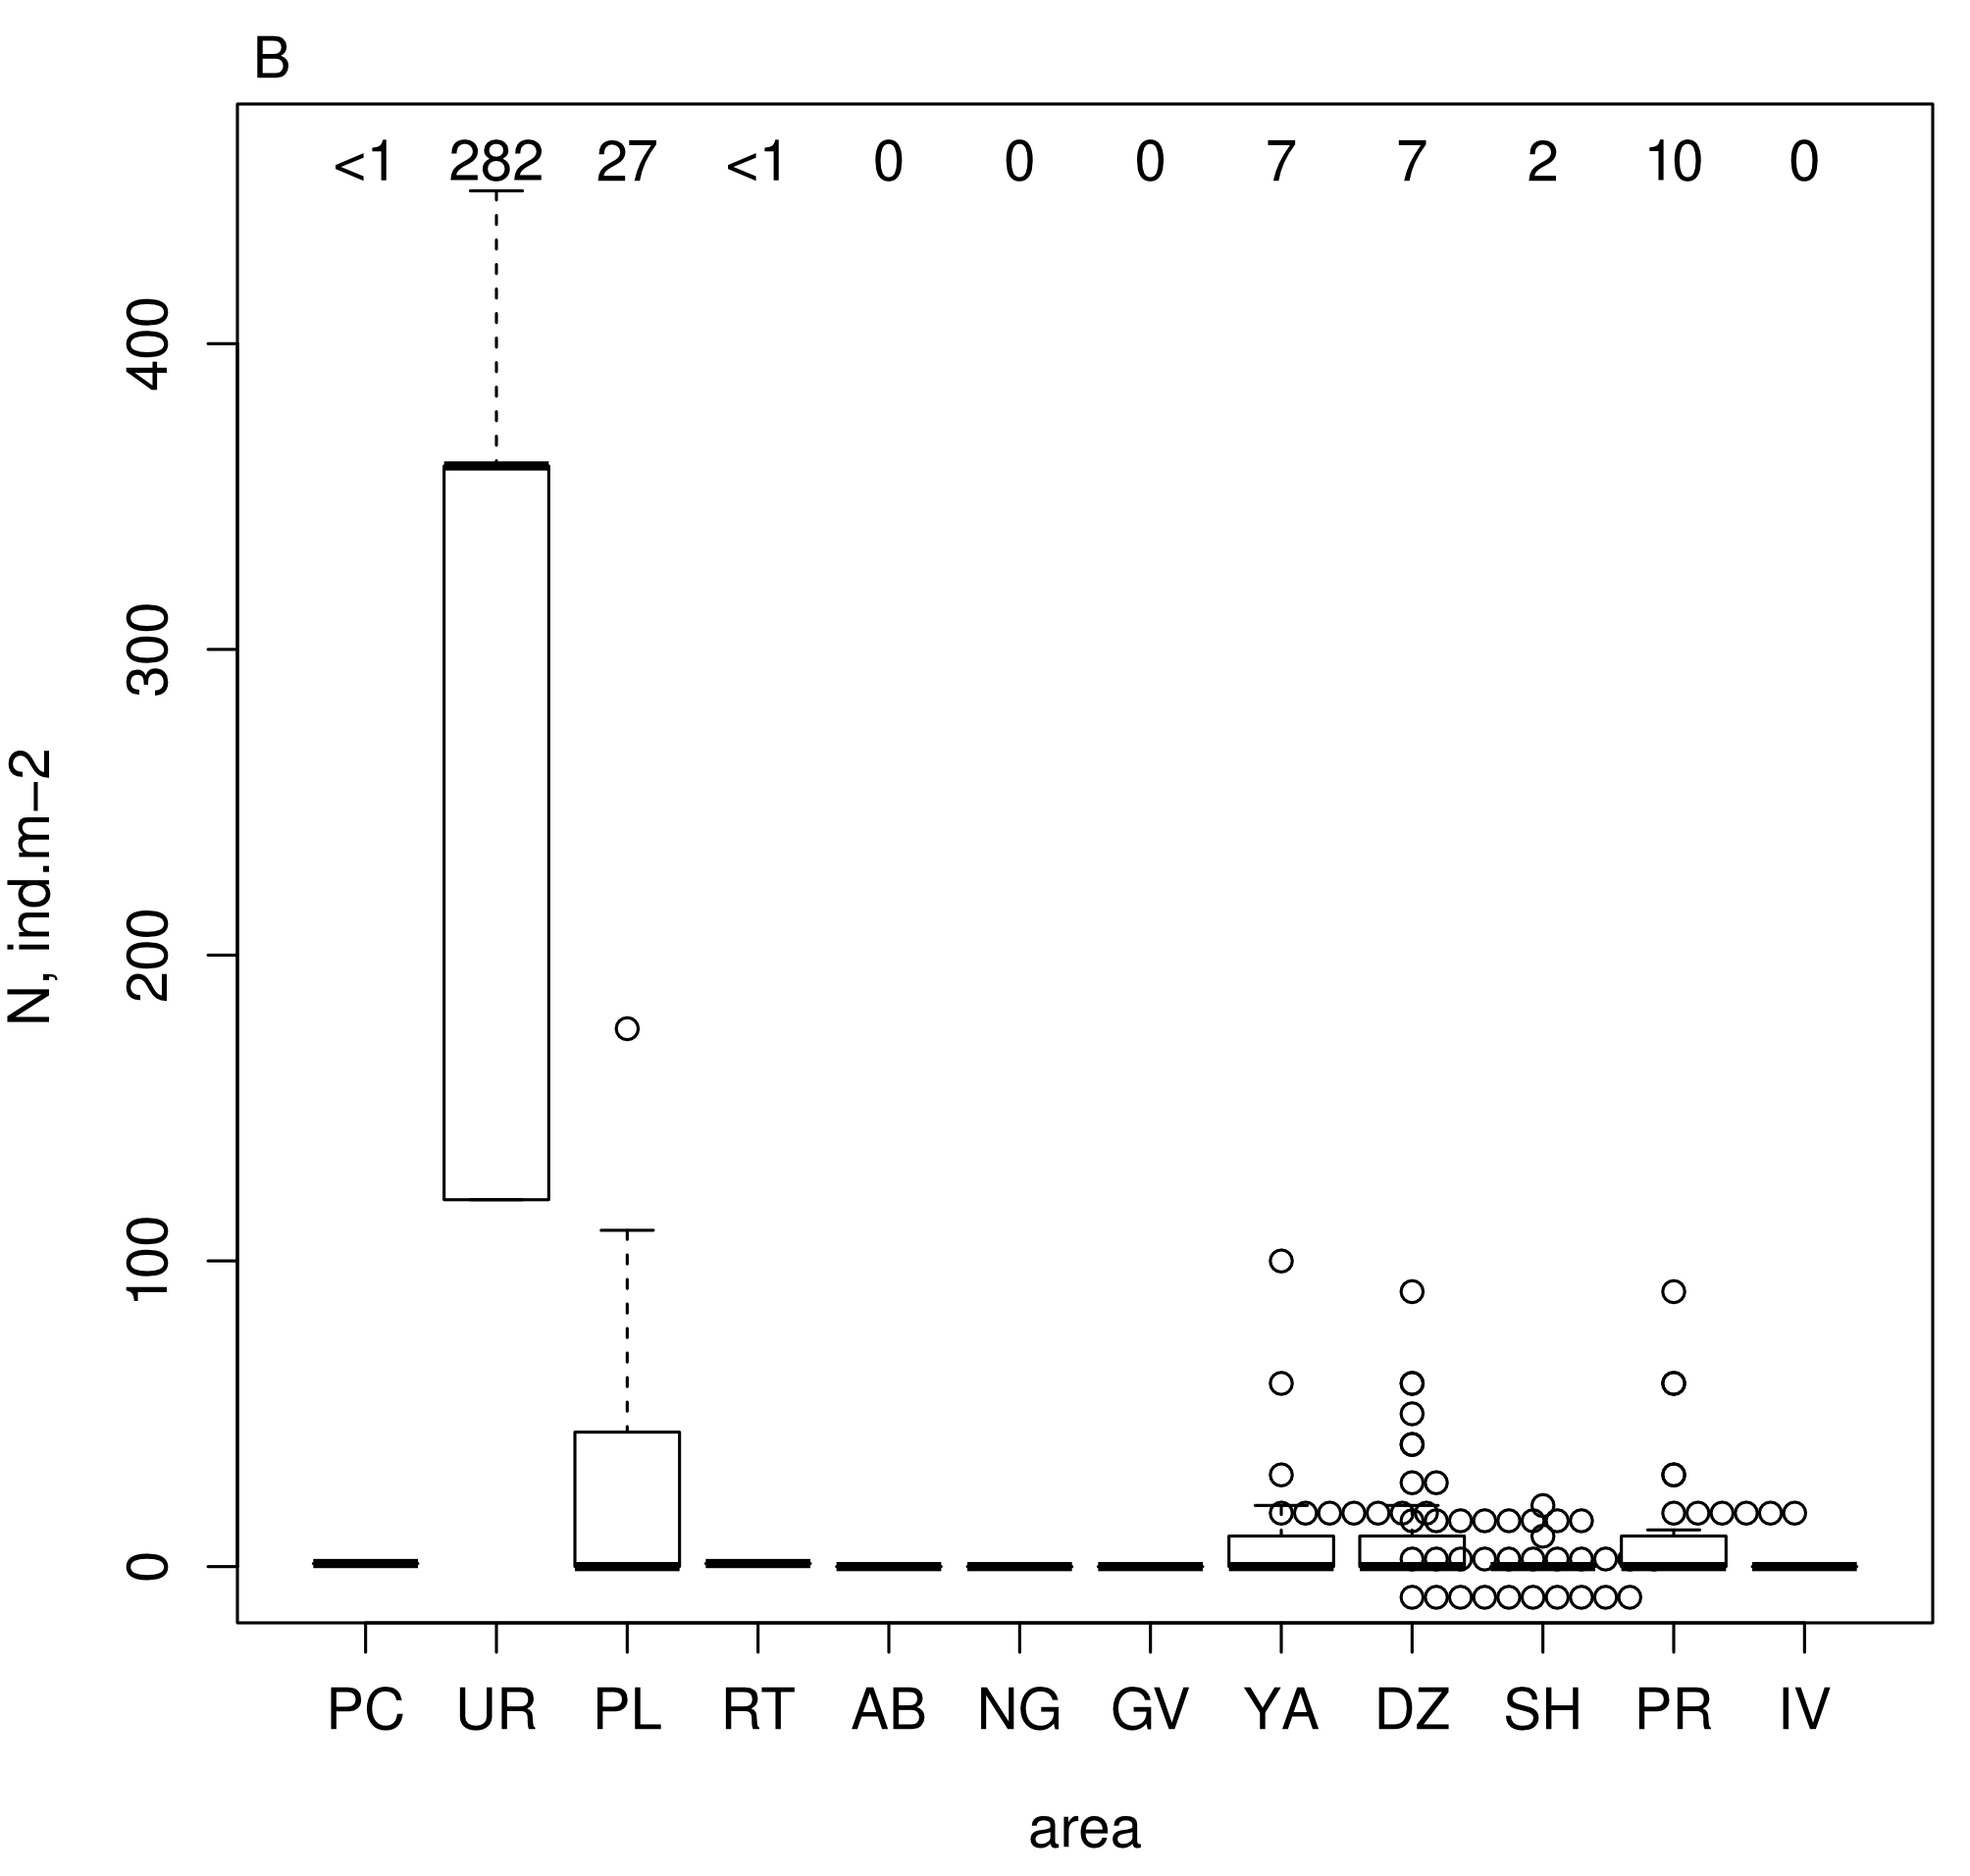 B
<1 282 27 <1 0 0 0 7 7 2 10 0
400
300
200
100
0
N, ind.m−2
PC UR PL RT AB NG GV YA DZ SH PR IV
area